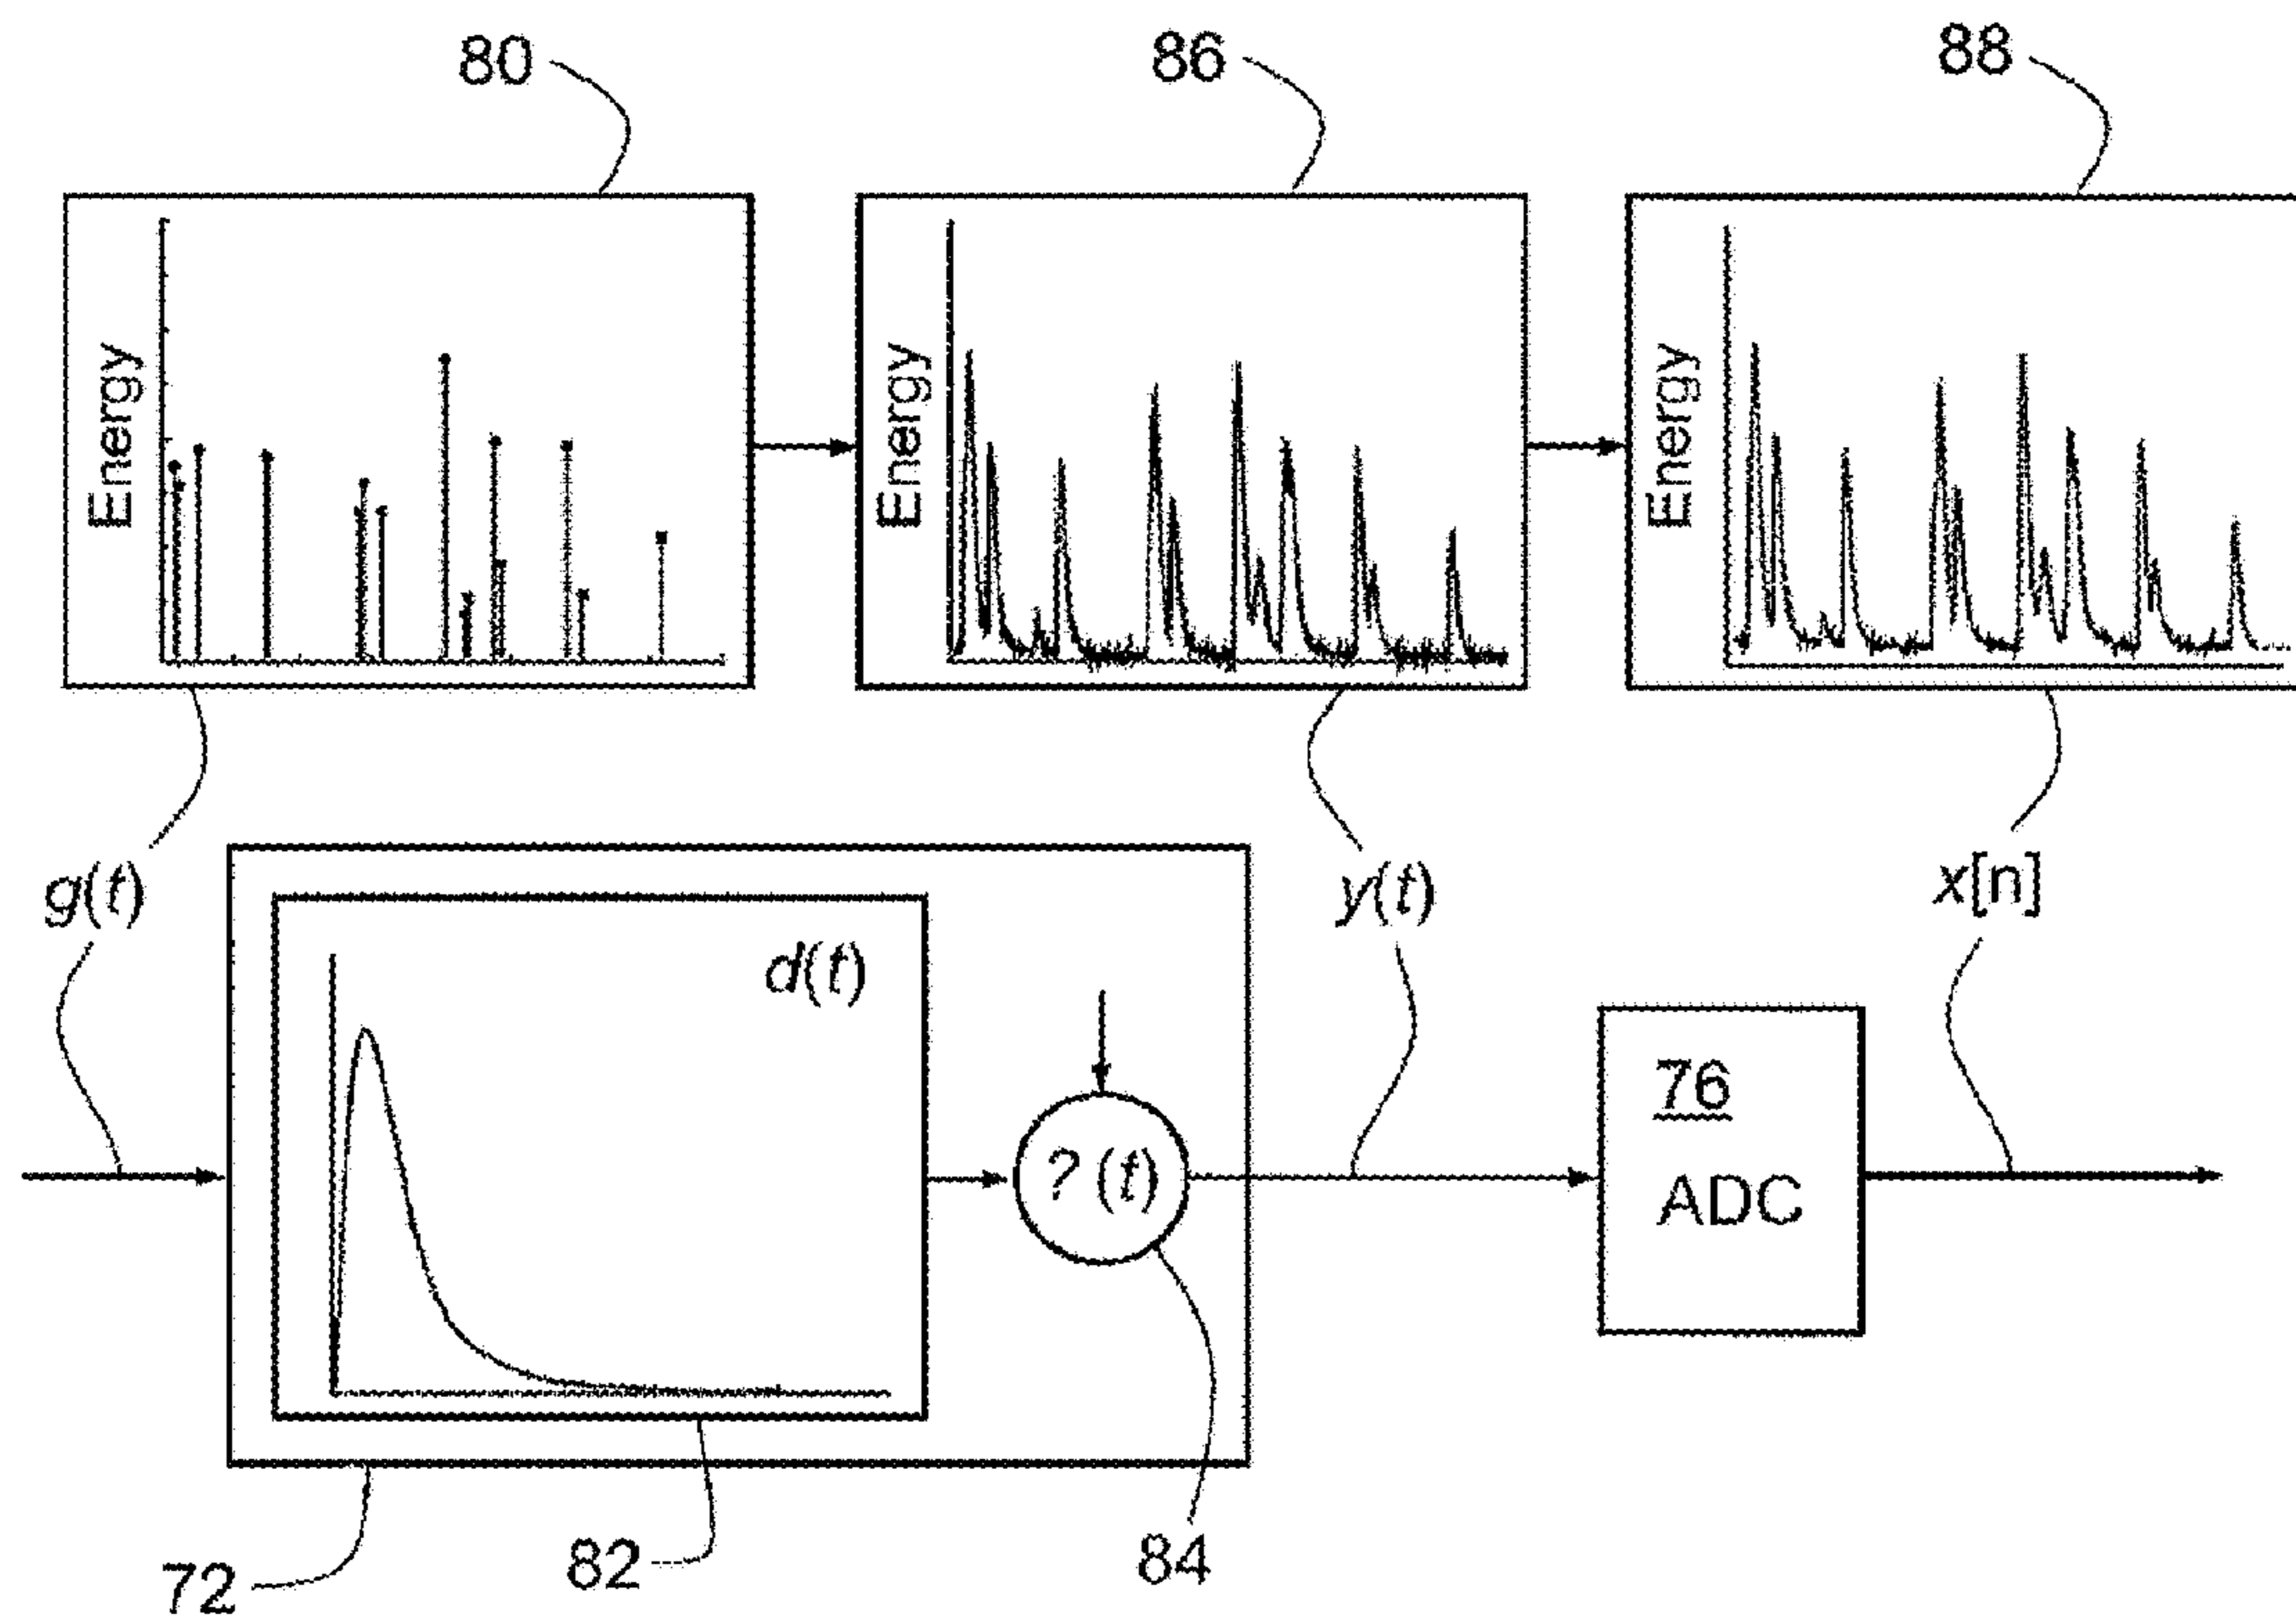 80
86
88
Energy
Energy
Energy
g(t)
y(t)
x[n]
d(t)
? (t)
76
ADC
72
82
84